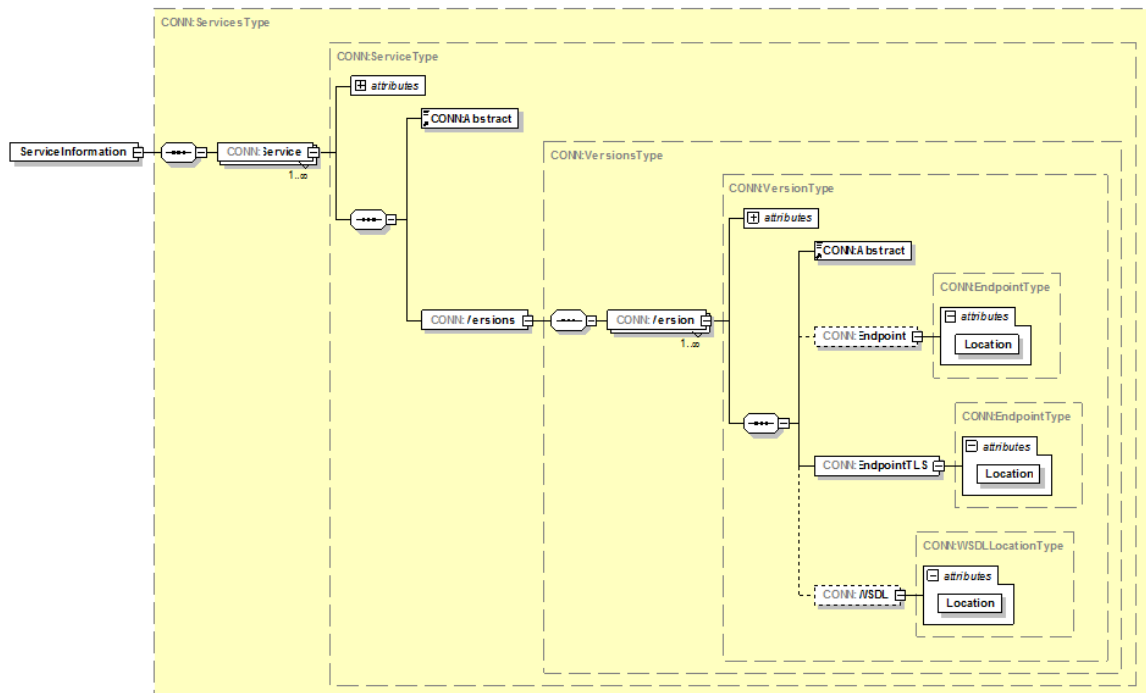 CONN:ServicesType
CONN:ServiceType
attributes
CONN:Abstract
ServiceInformation
CONN:Service
1..∞
CONN:VersionsType
CONN:VersionType
attributes
CONN:Abstract
CONN:EndpointType
attributes
Location
CONN:Endpoint
CONN:Versions
CONN:Version
1..∞
CONN:EndpointType
attributes
Location
CONN:EndpointTLS
CONN:WSDLLocationType
attributes
Location
CONN:WSDL